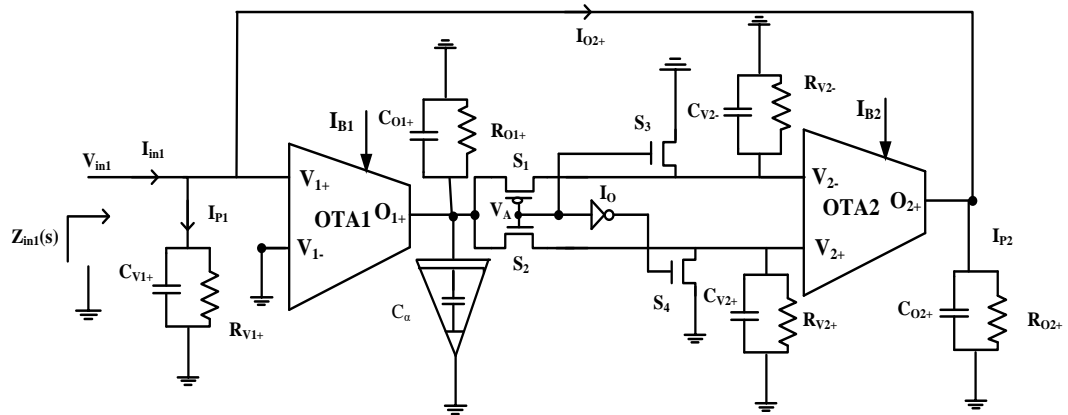 I_O2+
C_O1+
R_O1+
C_V2-
R_V2-
I_B1
I_B2
S_3
V_in1
I_in1
S_1
V_1+
V_2-
OTA1
O_1+
V_A
I_O
OTA2
O_2+
I_P1
Z_in1(s)
V_1-
V_2+
S_2
I_P2
C_V1+
R_V1+
C_α
S_4
C_V2+
R_V2+
C_O2+
R_O2+